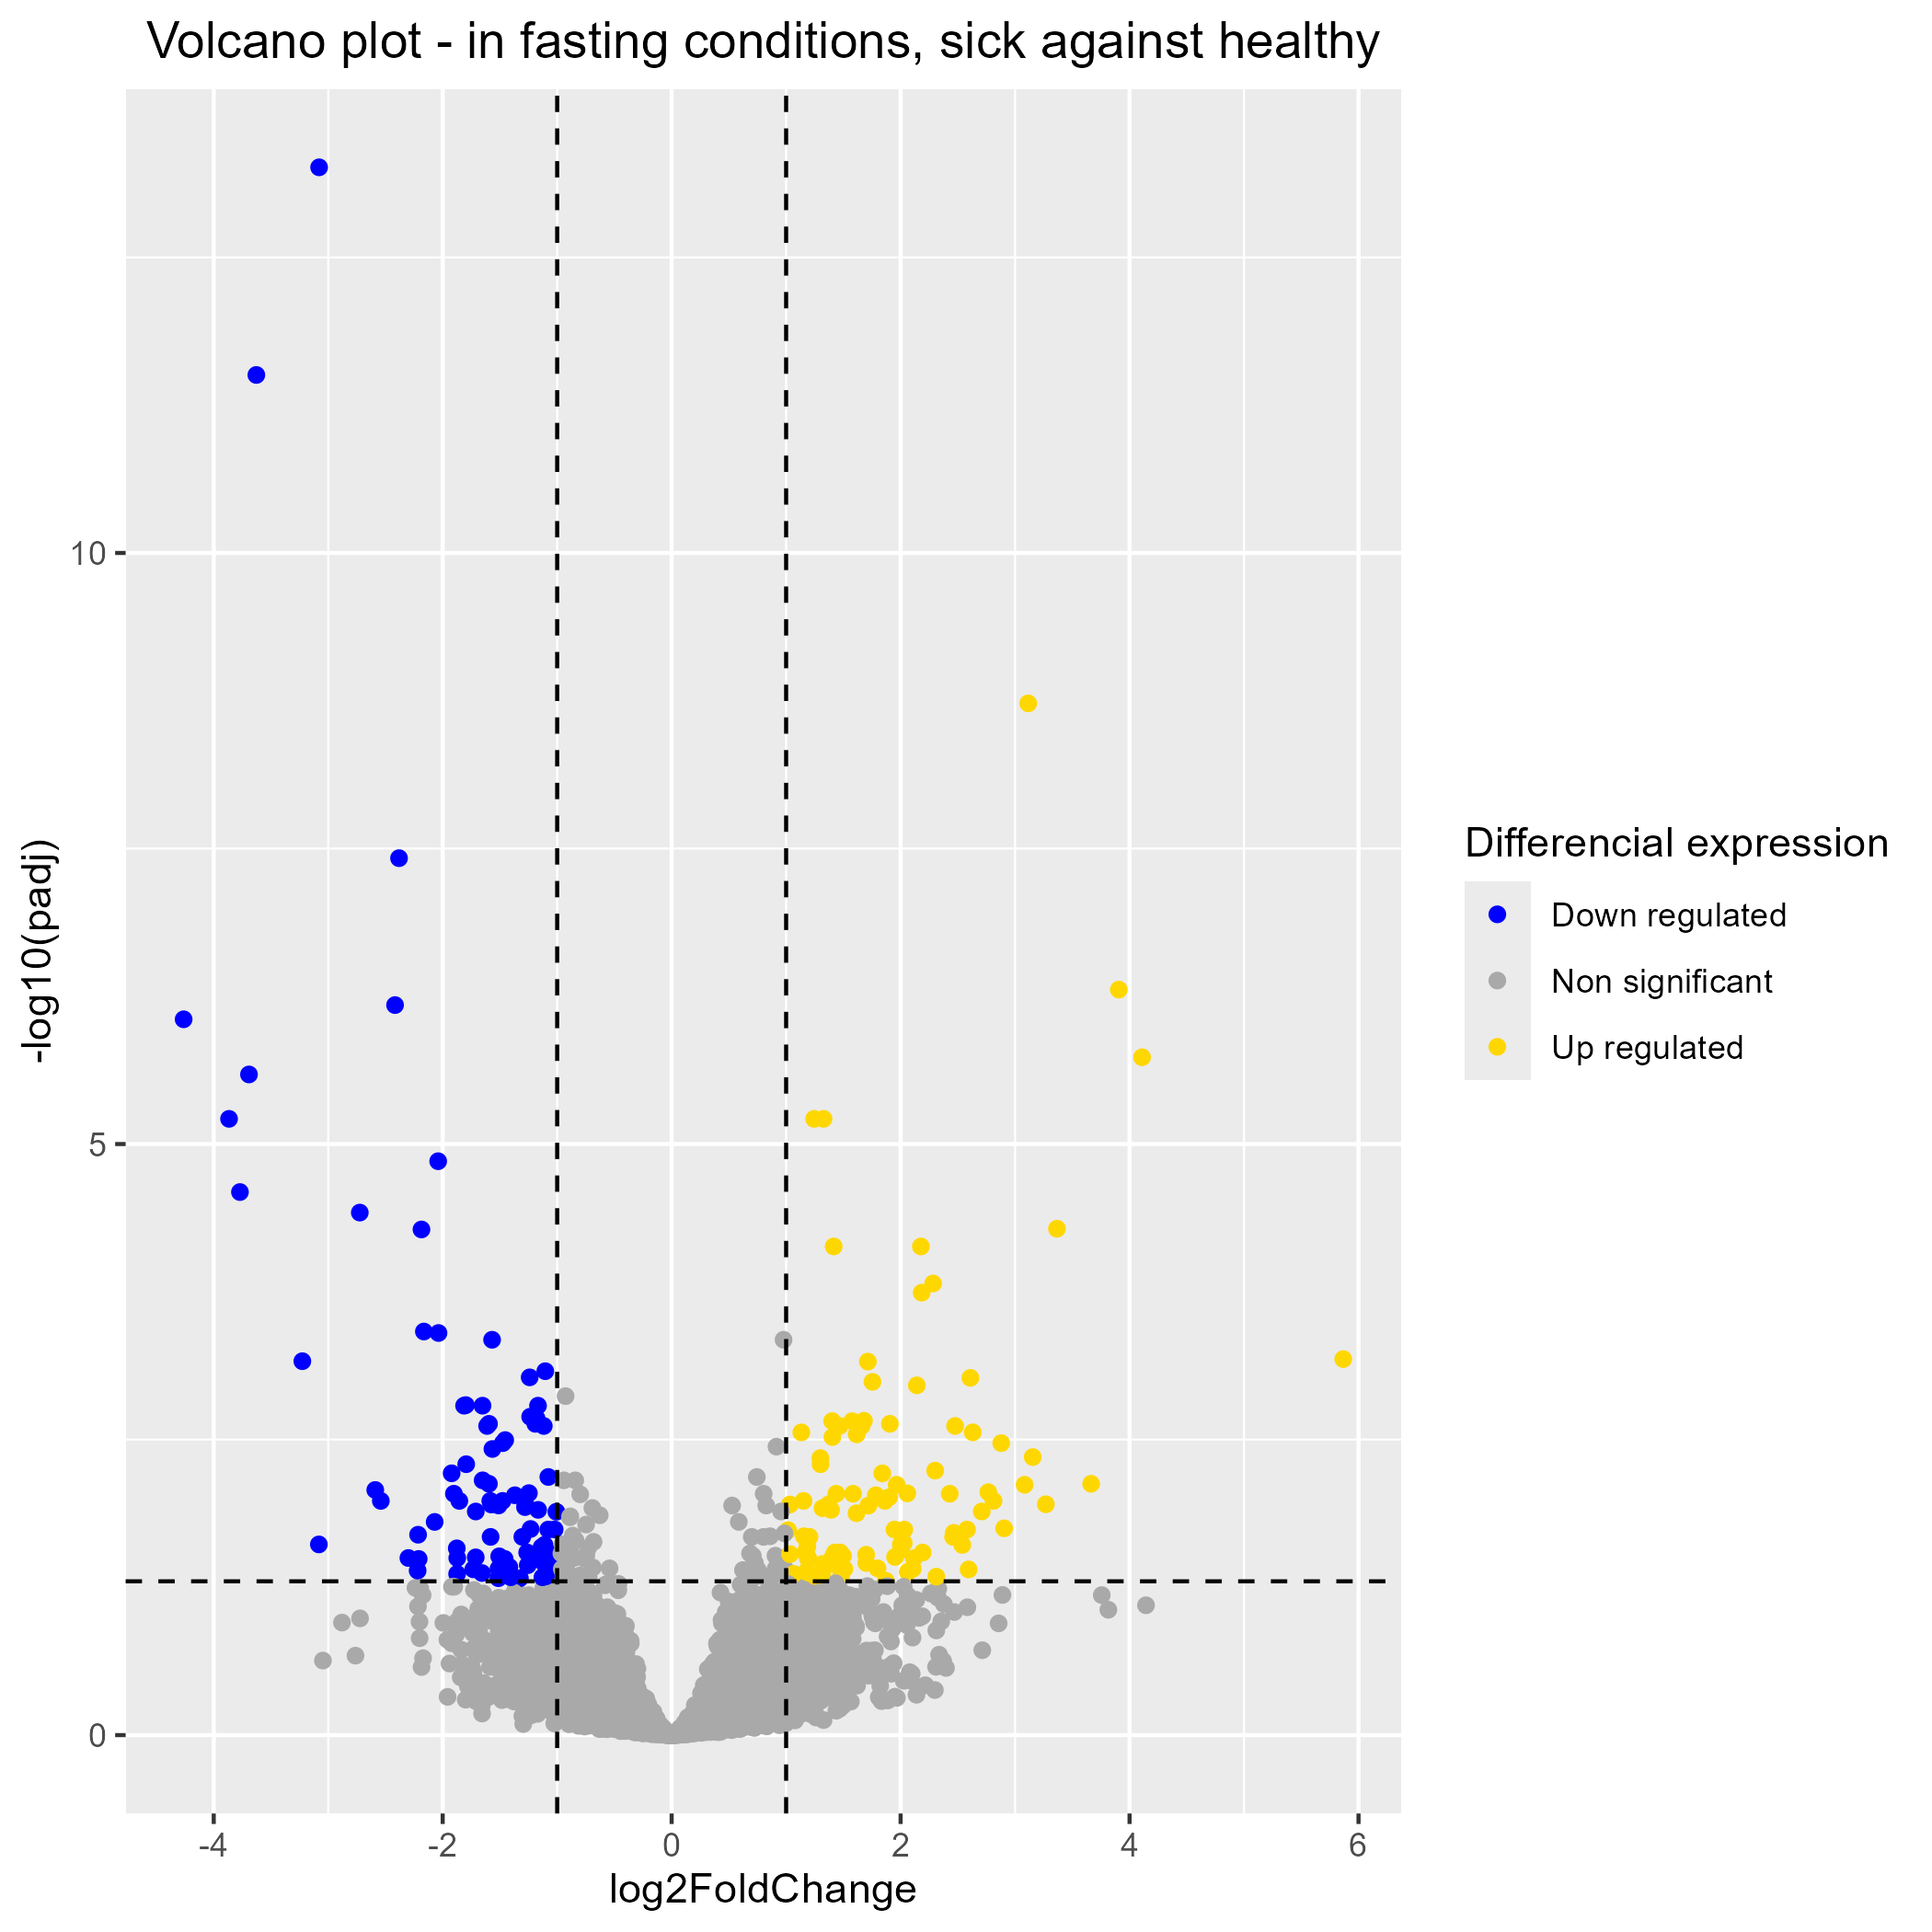 Volcano plot - in fasting conditions, sick against healthy
10
5
0
-log10(padj)
-4
-2
0
2
4
6
log2FoldChange
Differencial expression
Down regulated
Non significant
Up regulated